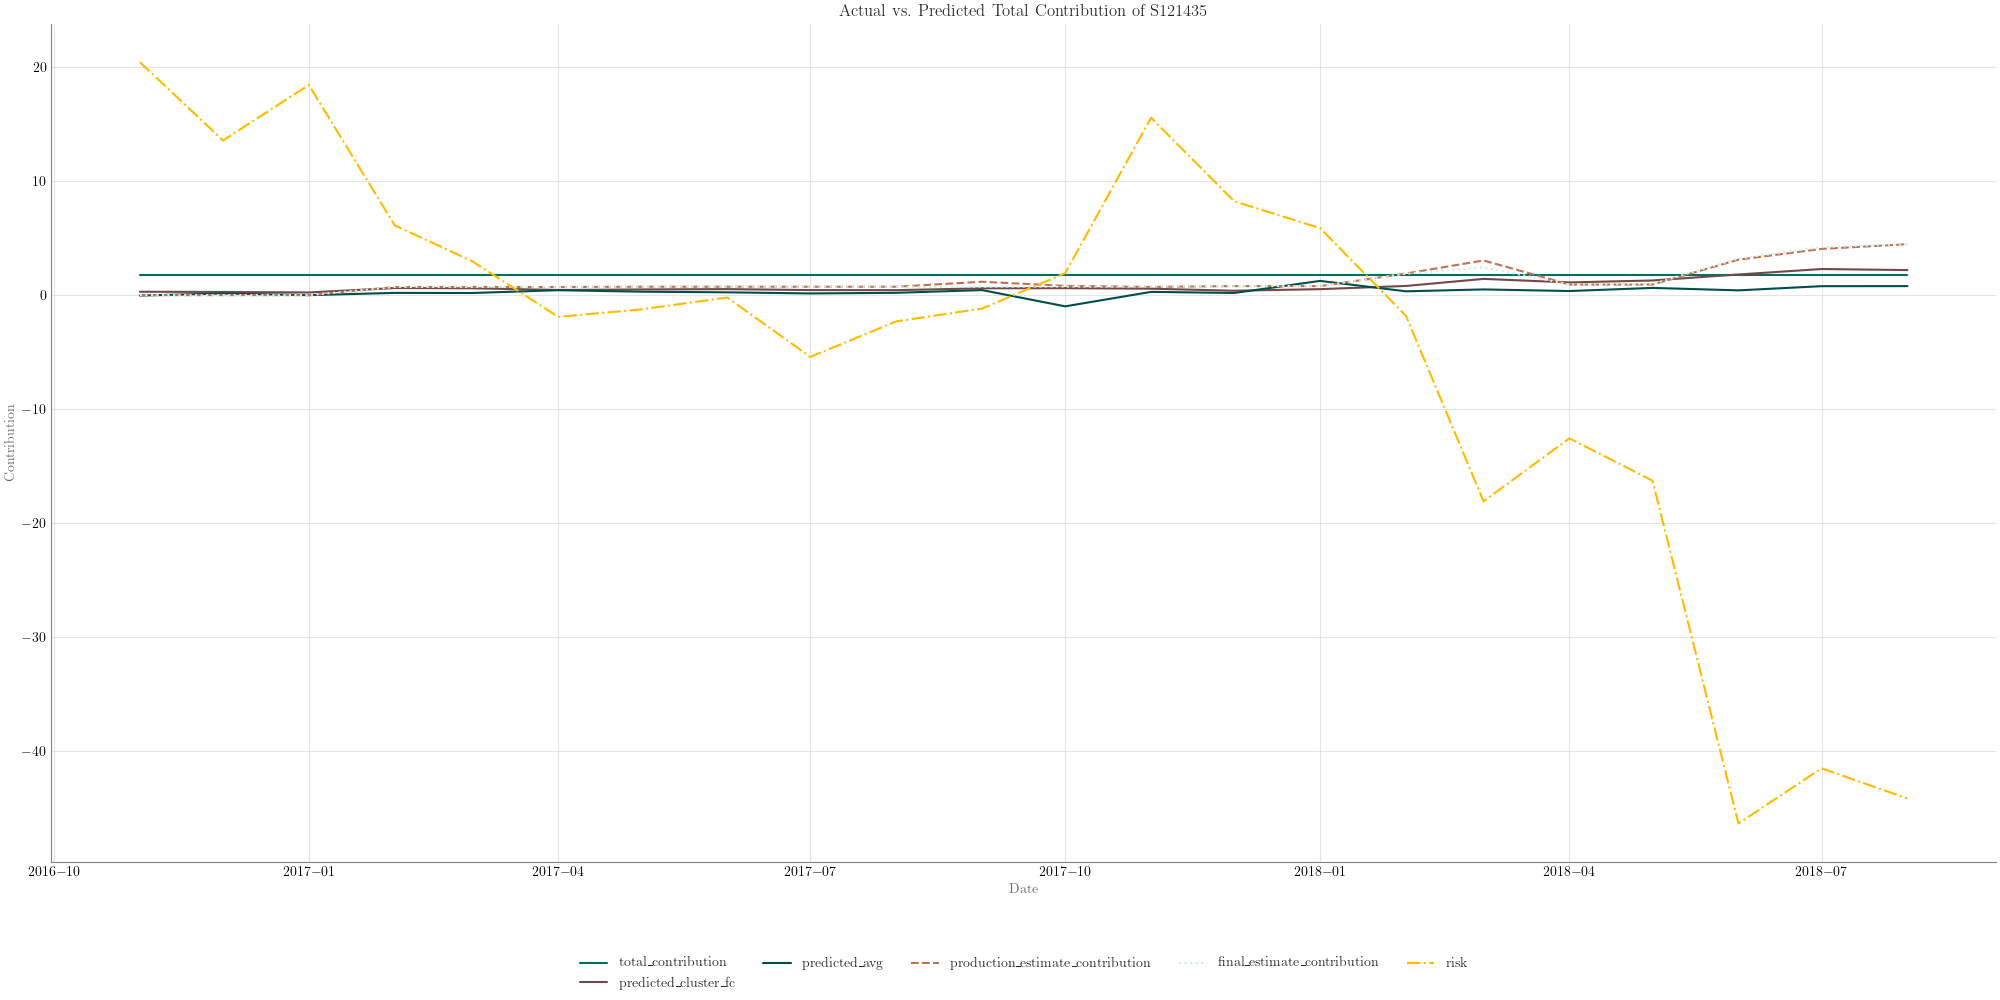 Actual vs. Predicted Total Contribution of S121435
20
10
0
−10
−20
−30
−40
Contribution
2016−10 2017−01 2017−04 2017−07 2017−10 2018−01 2018−04 2018−07
Date
total_contribution predicted_avg production_estimate_contribution final_estimate_contribution risk
predicted_cluster_fc